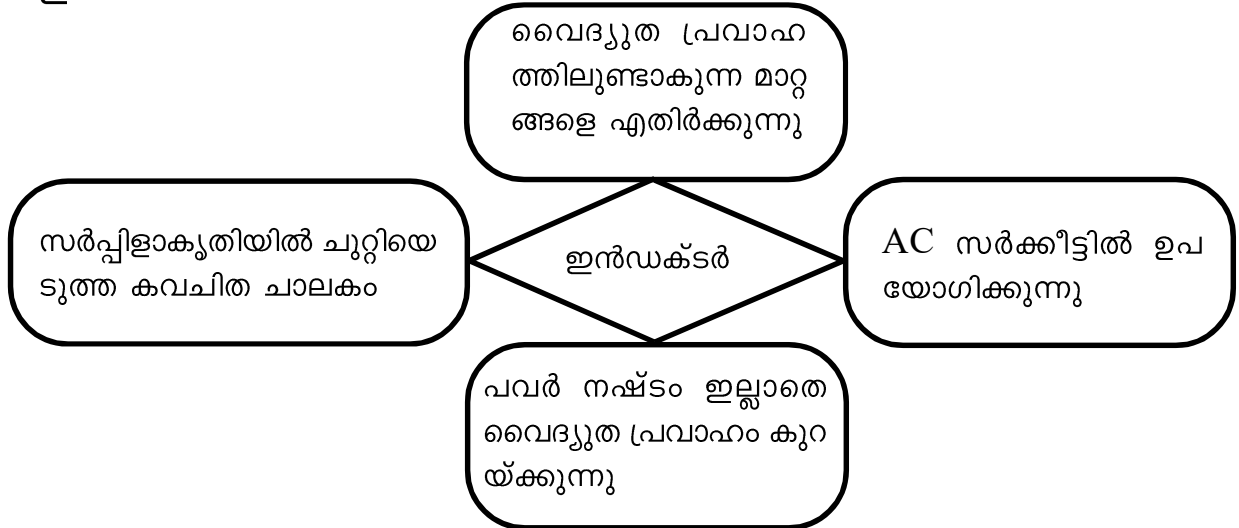 വൈദ്യുത പ്രവാഹ
ത്തിലുണ്ടാകുന്ന മാറ്റ
ങ്ങളെ എതിർക്കുന്നു
സർപ്പിളാകൃതിയിൽ ചുറ്റിയെ
ടുത്ത കവചിത ചാലകം
ഇൻഡക്ടർ
AC സർക്കീട്ടിൽ ഉപ
യോഗിക്കുന്നു
പവർ നഷ്ടം ഇല്ലാതെ
വൈദ്യുത പ്രവാഹം കുറ
യ്ക്കുന്നു